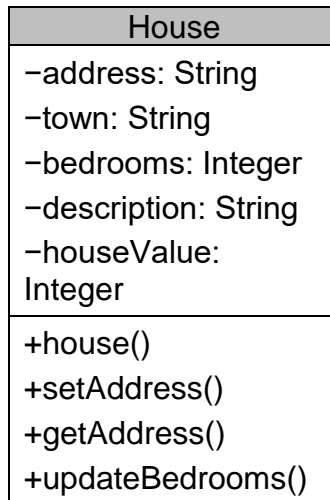 House
−address: String
−town: String
−bedrooms: Integer
−description: String
−houseValue:
Integer
+house()
+setAddress()
+getAddress()
+updateBedrooms()